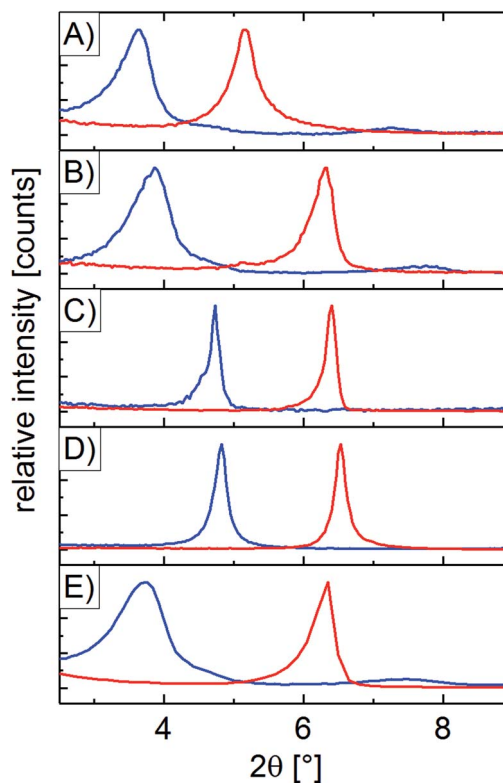 A)
B)
C)
D)
E)
relative intensity [counts]
4 6 8
2θ [°]